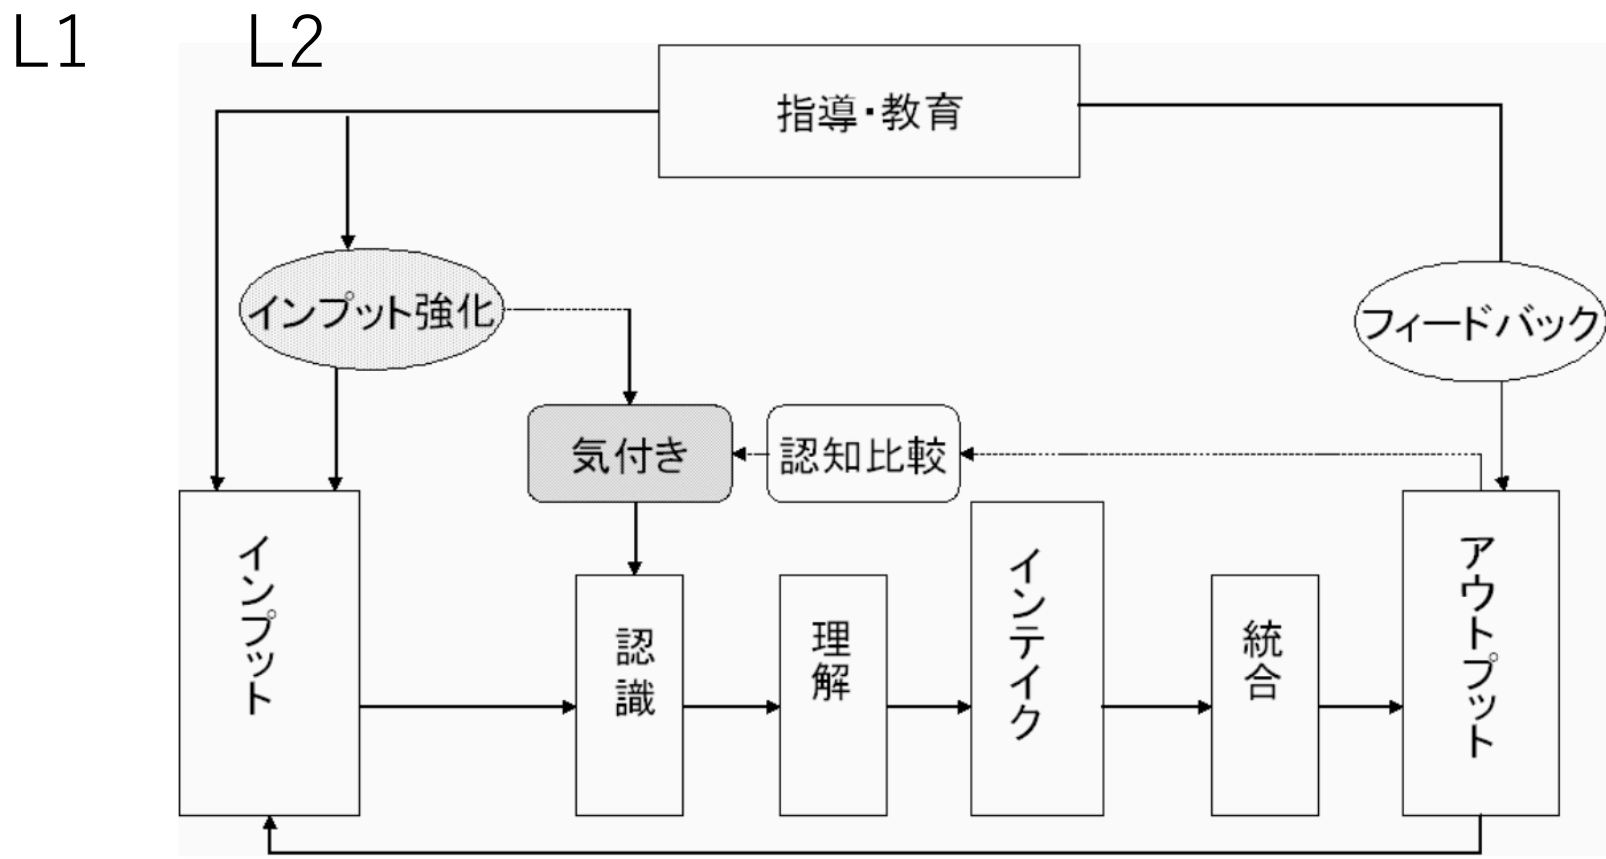 L1 L2
指導・教育
インプット強化
フィードバック
気付き
認知比較
インプット
認識
理解
インテイク
統合
アウトプット